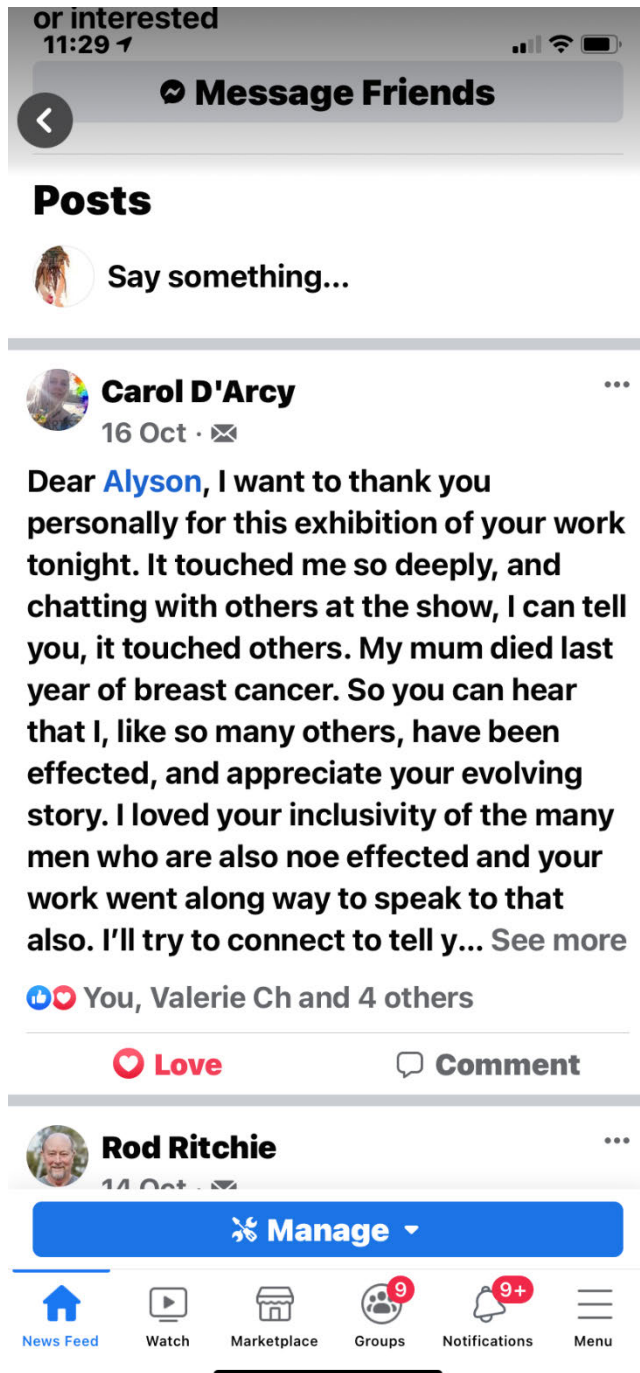 or interested
11:29
Message Friends
Posts
Say something...
Carol D'Arcy
16 Oct ·
Dear Alyson, I want to thank you
personally for this exhibition of your work
tonight. It touched me so deeply, and
chatting with others at the show, I can tell
you, it touched others. My mum died last
year of breast cancer. So you can hear
that I, like so many others, have been
effected, and appreciate your evolving
story. I loved your inclusivity of the many
men who are also noe effected and your
work went along way to speak to that
also. I'll try to connect to tell y... See more
You, Valerie Ch and 4 others
Love Comment
Rod Ritchie
14 Oct ·
Manage
9 9+
News Feed Watch Marketplace Groups Notifications Menu